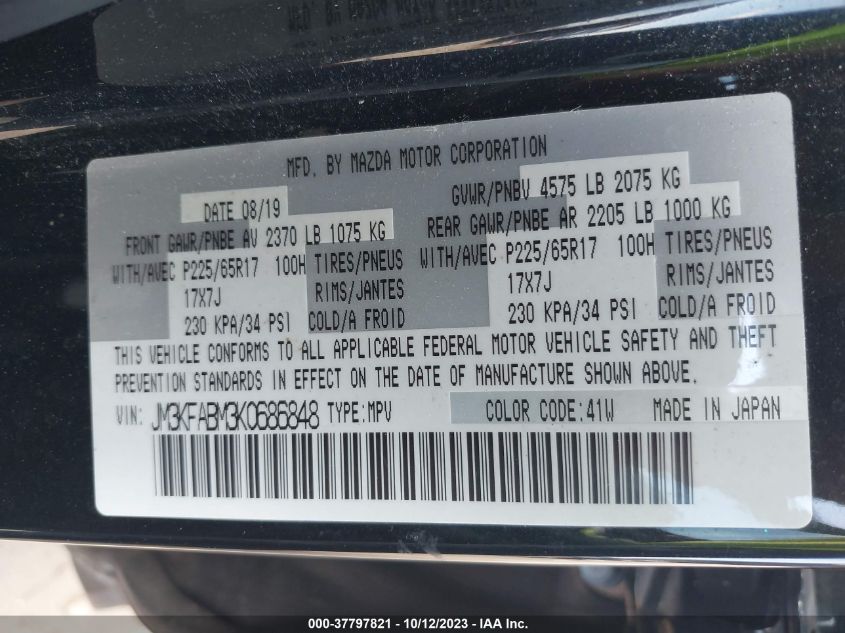 MFD. BY MAZDA MOTOR CORPORATION
DATE 08/19
GVWR/PNBV 4575 LB 2075 KG
FRONT GAWR/PNBE AV 2370 LB 1075 KG
REAR GAWR/PNBE AR 2205 LB 1000 KG
WITH/AVEC P225/65R17 100H TIRES/PNEUS
WITH/AVEC P225/65R17 100H TIRES/PNEUS
17X7J RIMS/JANTES
17X7J RIMS/JANTES
230 KPA/34 PSI COLD/A FROID
230 KPA/34 PSI COLD/A FROID
THIS VEHICLE CONFORMS TO ALL APPLICABLE FEDERAL MOTOR VEHICLE SAFETY AND THEFT
PREVENTION STANDARDS IN EFFECT ON THE DATE OF MANUFACTURE SHOWN ABOVE.
VIN: JM3KFABM3K0686848 TYPE:MPV COLOR CODE:41W MADE IN JAPAN
000-37797821 - 10/12/2023 - IAA Inc.